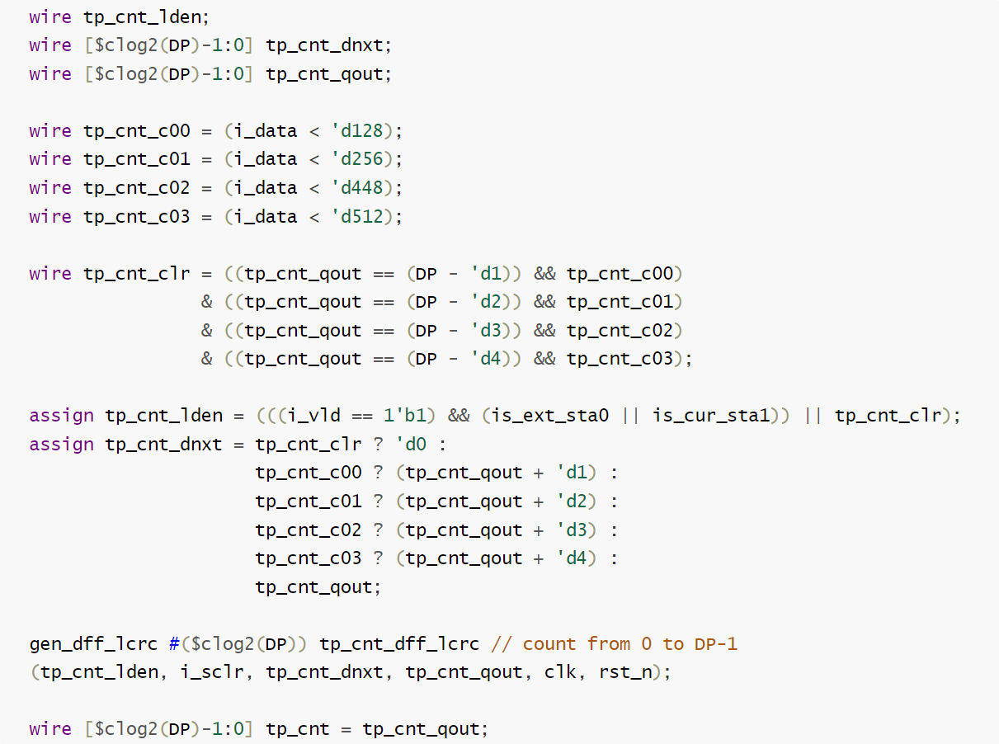 wire tp_cnt_lden;
wire [$clog2(DP)-1:0] tp_cnt_dnxt;
wire [$clog2(DP)-1:0] tp_cnt_qout;

wire tp_cnt_c00 = (i_data < 'd128);
wire tp_cnt_c01 = (i_data < 'd256);
wire tp_cnt_c02 = (i_data < 'd448);
wire tp_cnt_c03 = (i_data < 'd512);

wire tp_cnt_clr = ((tp_cnt_qout == (DP - 'd1)) && tp_cnt_c00)
                & ((tp_cnt_qout == (DP - 'd2)) && tp_cnt_c01)
                & ((tp_cnt_qout == (DP - 'd3)) && tp_cnt_c02)
                & ((tp_cnt_qout == (DP - 'd4)) && tp_cnt_c03);

assign tp_cnt_lden = (((i_vld == 1'b1) && (is_ext_sta0 || is_cur_sta1)) || tp_cnt_clr);
assign tp_cnt_dnxt = tp_cnt_clr ? 'd0 :
                     tp_cnt_c00 ? (tp_cnt_qout + 'd1) :
                     tp_cnt_c01 ? (tp_cnt_qout + 'd2) :
                     tp_cnt_c02 ? (tp_cnt_qout + 'd3) :
                     tp_cnt_c03 ? (tp_cnt_qout + 'd4) :
                     tp_cnt_qout;

gen_dff_lcrc #($clog2(DP)) tp_cnt_dff_lcrc // count from 0 to DP-1
(tp_cnt_lden, i_sclr, tp_cnt_dnxt, tp_cnt_qout, clk, rst_n);

wire [$clog2(DP)-1:0] tp_cnt = tp_cnt_qout;